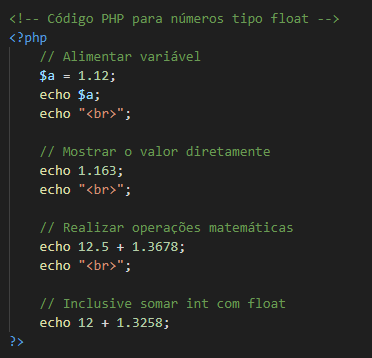 <!-- Código PHP para números tipo float -->
<?php
// Alimentar variável
$a = 1.12;
echo $a;
echo "<br>";
// Mostrar o valor diretamente
echo 1.163;
echo "<br>";
// Realizar operações matemáticas
echo 12.5 + 1.3678;
echo "<br>";
// Inclusive somar int com float
echo 12 + 1.3258;
?>